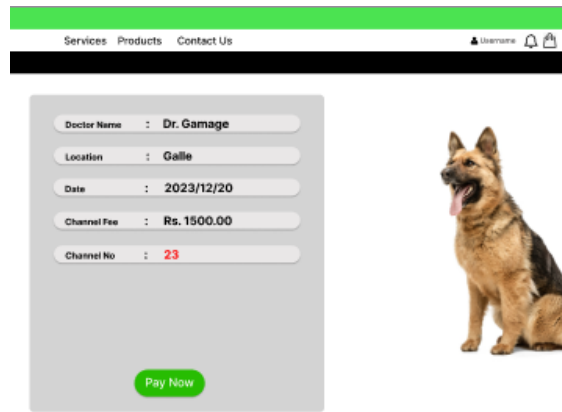 Services Products Contact Us Username
Doctor Name : Dr. Gamage
Location : Galle
Date : 2023/12/20
Channel Fee : Rs. 1500.00
Channel No : 23
Pay Now